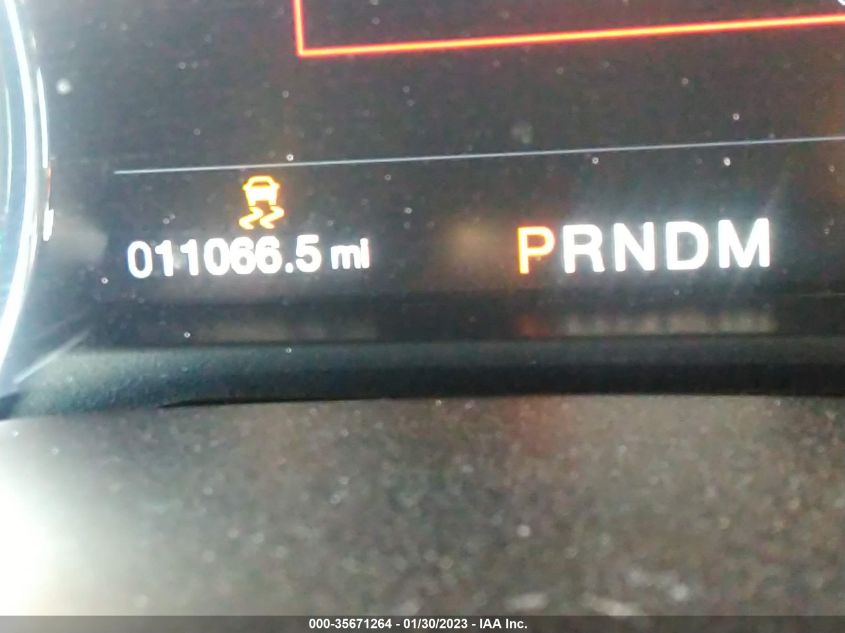 011066.5 mi PRNDM
000-35671264 - 01/30/2023 - IAA Inc.